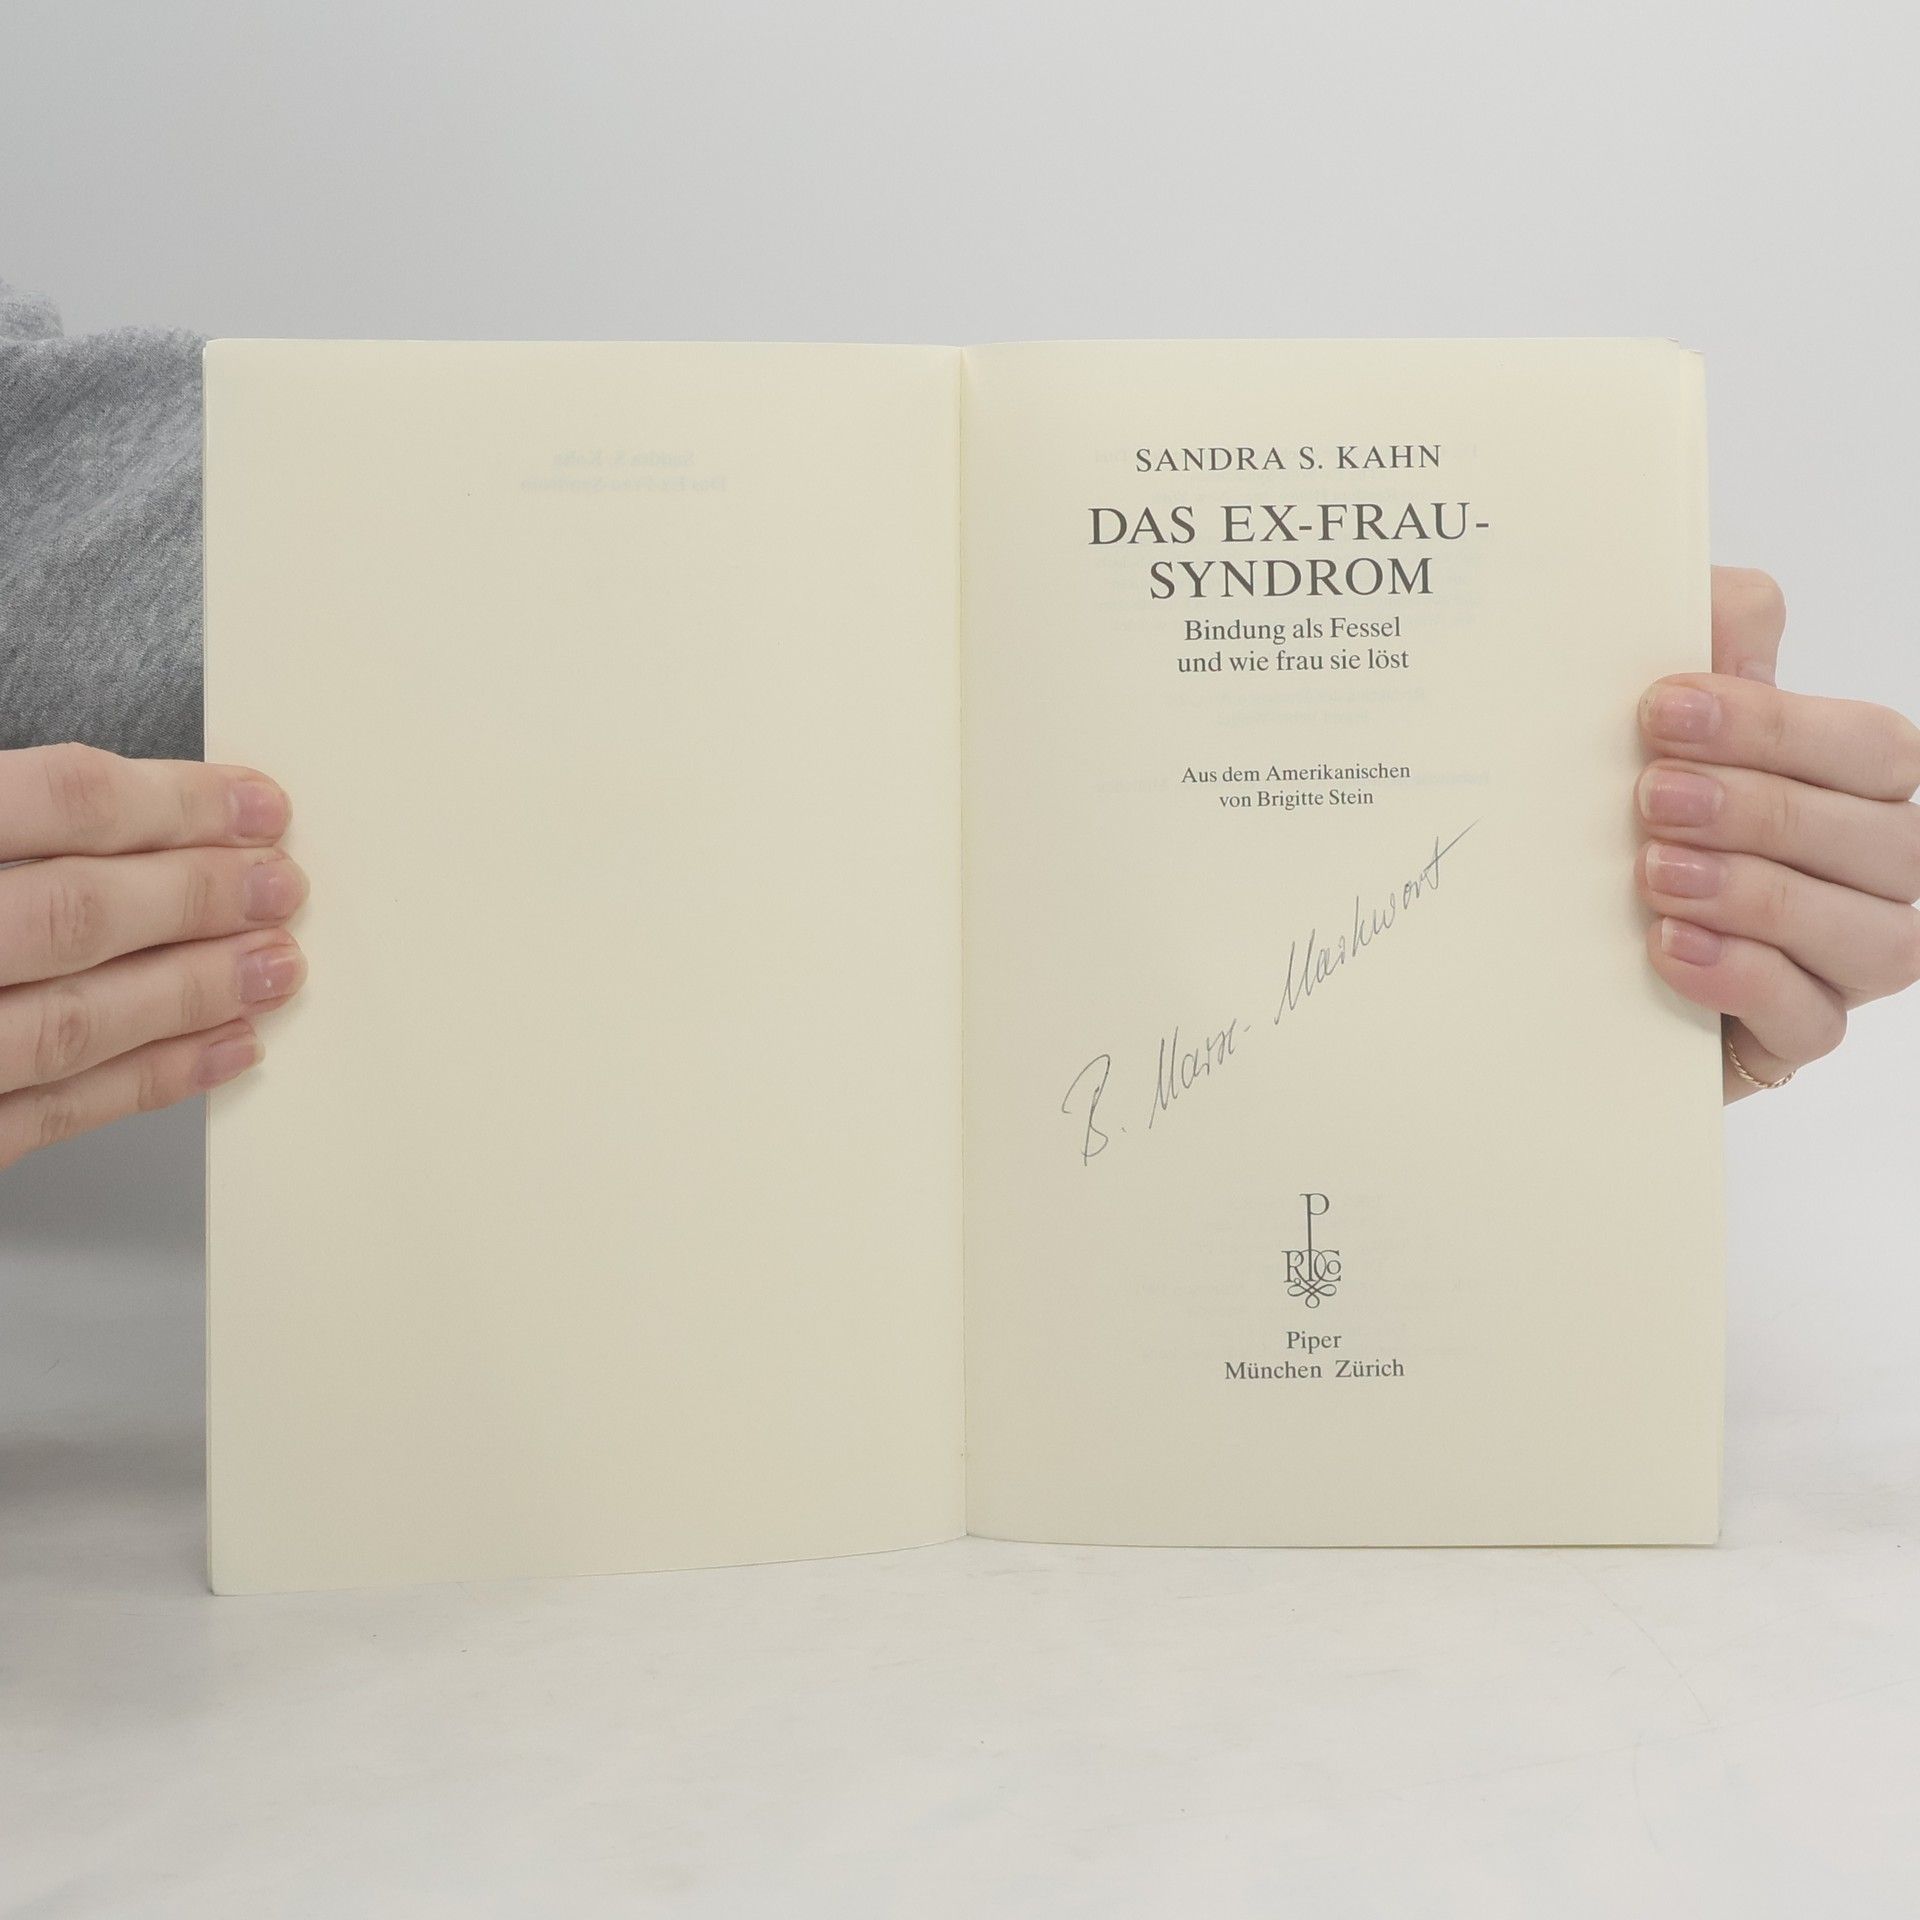 SANDRA S. KAHN
DAS EX-FRAU-
SYNDROM
Bindung als Fessel
und wie frau sie löst
Aus dem Amerikanischen
von Brigitte Stein
B. Marx-Markwort
P
R P Co
Piper
München Zürich